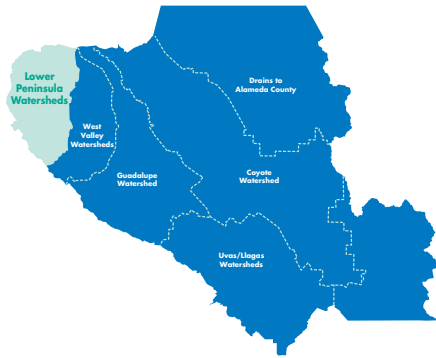 Lower
Peninsula
Watersheds
West
Valley
Watersheds
Guadalupe
Watershed
Drains to
Alameda County
Coyote
Watershed
Uvas/Llagas
Watersheds